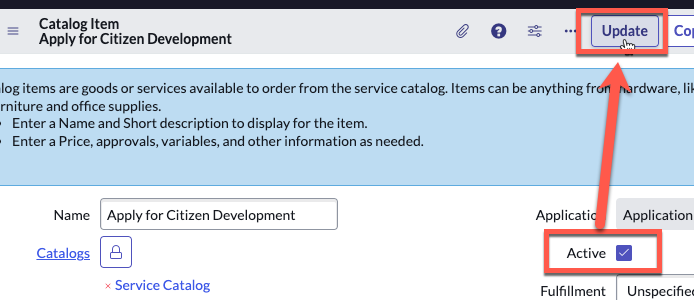 Catalog Item
Apply for Citizen Development
Update
log items are goods or services available to order from the service catalog. Items can be anything from hardware, lik
rniture and office supplies.
Enter a Name and Short description to display for the item.
Enter a Price, approvals, variables, and other information as needed.
Name
Apply for Citizen Development
Application
Catalogs
Active
Service Catalog
Fulfillment
Unspecified